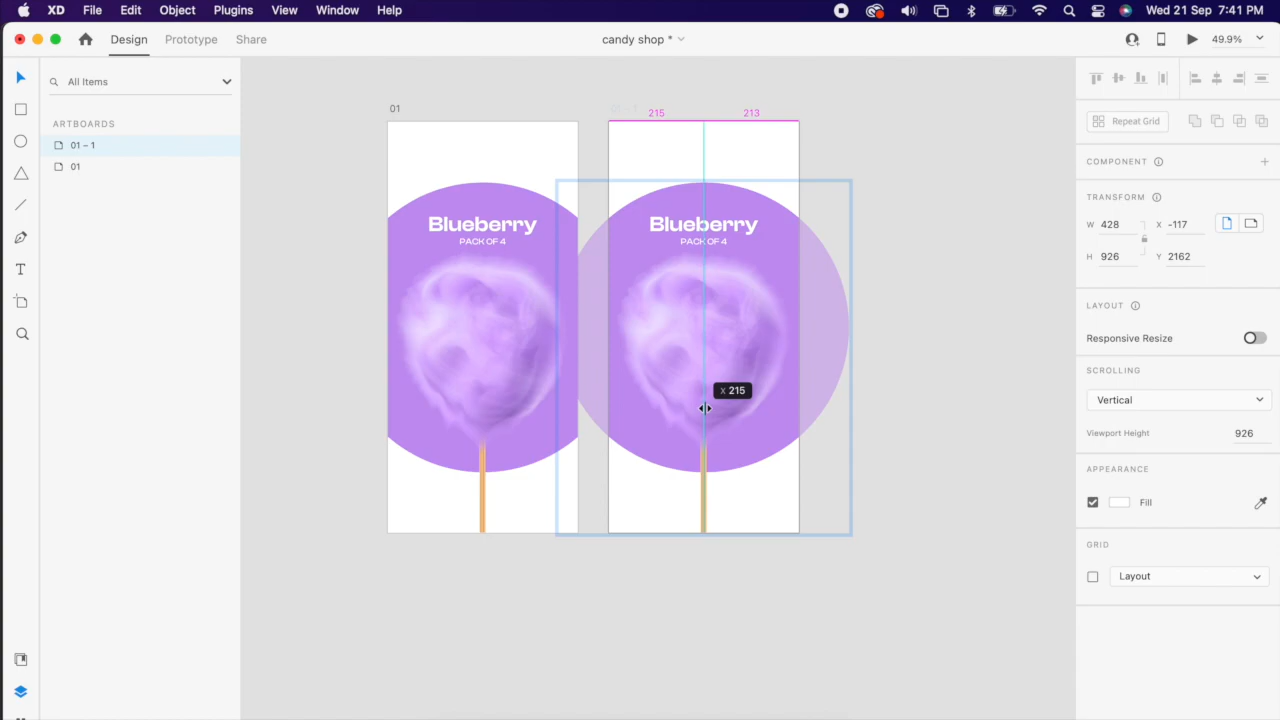 XD File Edit Object Plugins View Window Help Wed 21 Sep 7:41 PM
Design Prototype Share candy shop * 49.9%
All Items
ARTBOARDS
01 – 1
01
01
215 213
Blueberry
PACK OF 4
Blueberry
PACK OF 4
X 215
Repeat Grid
COMPONENT
TRANSFORM
W 428 X -117
H 926 Y 2162
LAYOUT
Responsive Resize
SCROLLING
Vertical
Viewport Height 926
APPEARANCE
Fill
GRID
Layout